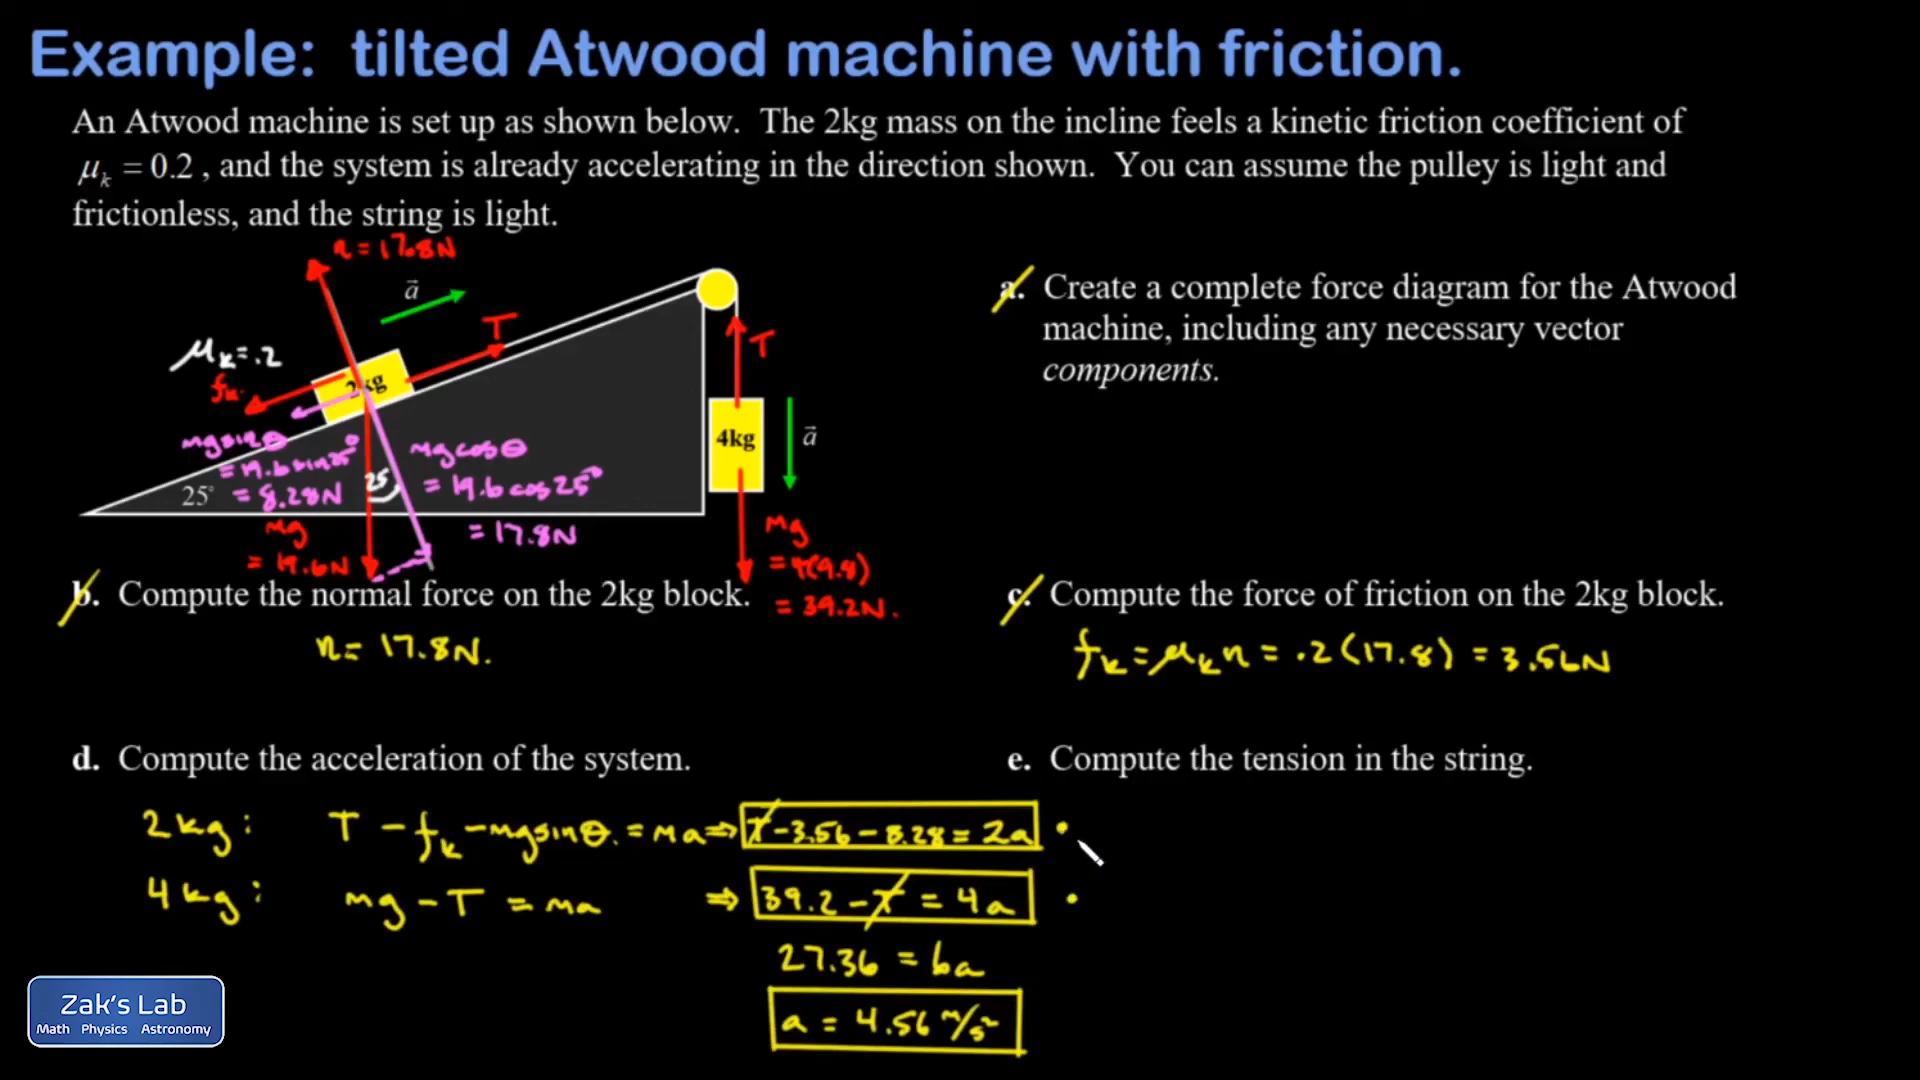 Example: tilted Atwood machine with friction.
An Atwood machine is set up as shown below. The 2kg mass on the incline feels a kinetic friction coefficient of
μk = 0.2 , and the system is already accelerating in the direction shown. You can assume the pulley is light and
frictionless, and the string is light.
n = 17.8N
a
T
μk = .2
fk
2kg
T
4kg
a
mg sinθ
= 19.6 sin25°
= 8.28N
25°
25
mg cosθ
= 19.6 cos25°
= 17.8N
mg
= 19.6N
mg
= 4(9.8)
= 39.2N.
a. Create a complete force diagram for the Atwood
machine, including any necessary vector
components.
b. Compute the normal force on the 2kg block.
n = 17.8N.
c. Compute the force of friction on the 2kg block.
fk = μk n = .2(17.8) = 3.56N
d. Compute the acceleration of the system.
2kg: T - fk - mg sinθ. = ma ⇒ T - 3.56 - 8.28 = 2a
4kg: mg - T = ma ⇒ 39.2 - T = 4a
27.36 = 6a
a = 4.56 m/s²
e. Compute the tension in the string.
Zak's Lab
Math Physics Astronomy